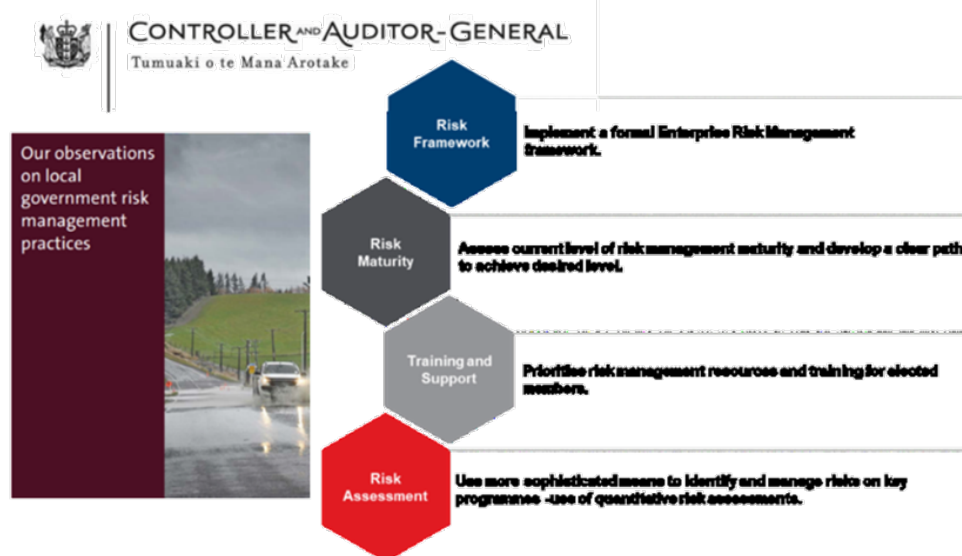 CONTROLLER AND AUDITOR-GENERAL
Tumuaki o te Mana Arotake
Our observations
on local
government risk
management
practices
Risk
Framework
Implement a formal Enterprise Risk Management
framework.
Risk
Maturity
Assess current level of risk management maturity and develop a clear path
to achieve desired level.
Training and
Support
Prioritise risk management resources and training for elected
members.
Risk
Assessment
Use more sophisticated means to identify and manage risks on key
programmes -use of quantitative risk assessments.